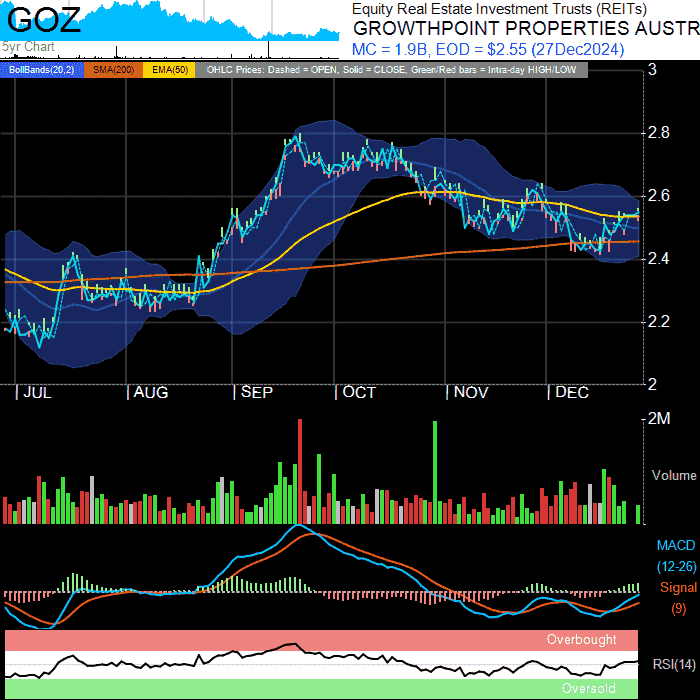 GOZ
5yr Chart
Equity Real Estate Investment Trusts (REITs)
GROWTHPOINT PROPERTIES AUSTR
MC = 1.9B, EOD = $2.55 (27Dec2024)
BollBands(20,2) SMA(200) EMA(50) OHLC Prices: Dashed = OPEN, Solid = CLOSE, Green/Red bars = Intra-day HIGH/LOW
3
2.8
2.6
2.4
2.2
2
JUL AUG SEP OCT NOV DEC
2M
Volume
MACD
(12-26)
Signal
(9)
Overbought
RSI(14)
Oversold